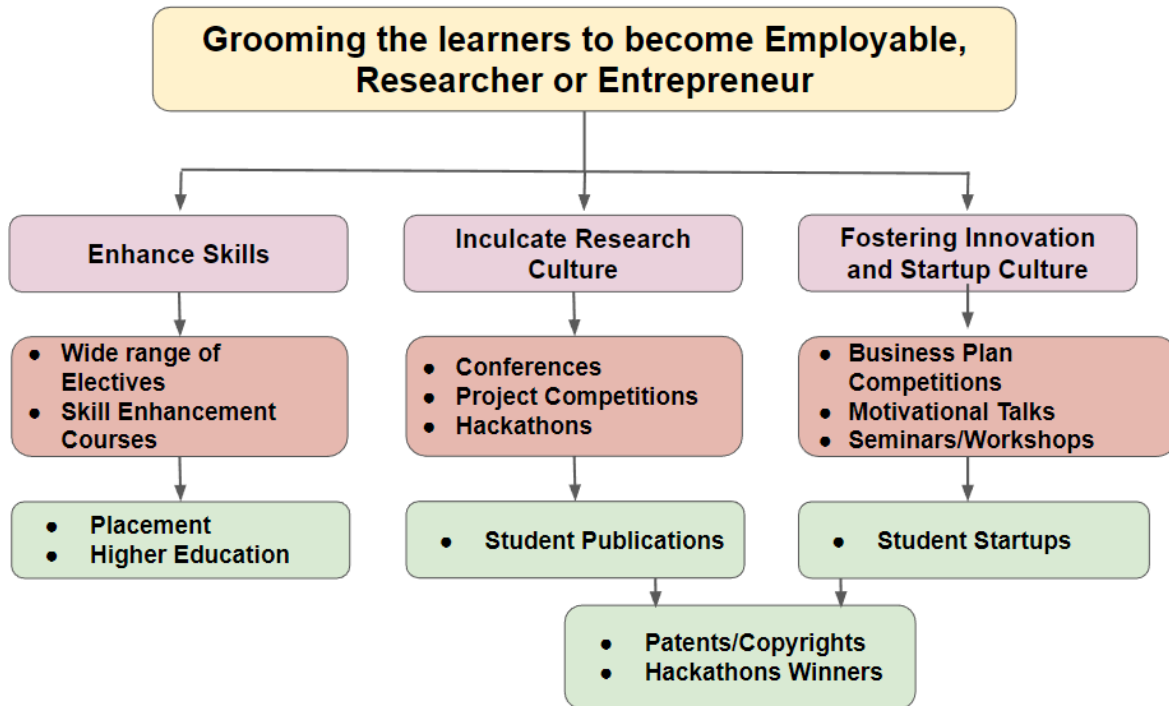 Grooming the learners to become Employable,
Researcher or Entrepreneur
Enhance Skills
Inculcate Research
Culture
Fostering Innovation
and Startup Culture
● Wide range of
Electives
● Skill Enhancement
Courses
● Conferences
● Project Competitions
● Hackathons
● Business Plan
Competitions
● Motivational Talks
● Seminars/Workshops
● Placement
● Higher Education
● Student Publications
● Student Startups
● Patents/Copyrights
● Hackathons Winners